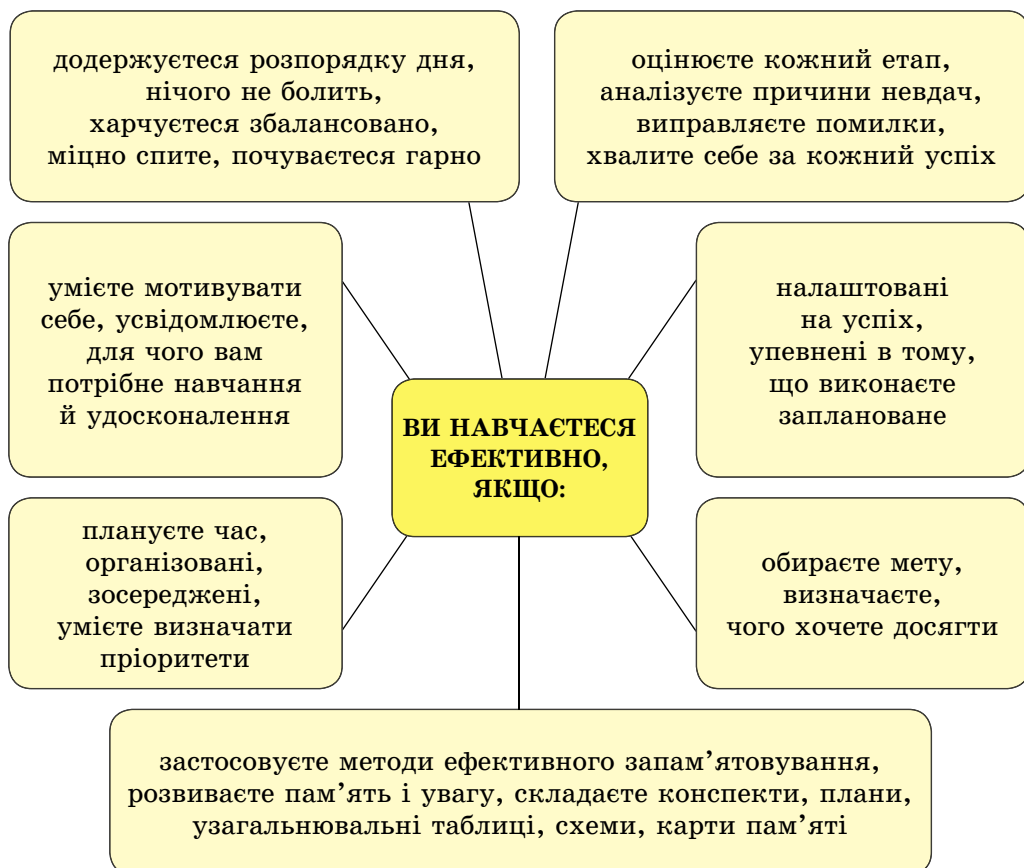 додержуєтеся розпорядку дня,
нічого не болить,
харчуєтеся збалансовано,
міцно спите, почуваєтеся гарно
оцінюєте кожний етап,
аналізуєте причини невдач,
виправляєте помилки,
хвалите себе за кожний успіх
умієте мотивувати
себе, усвідомлюєте,
для чого вам
потрібне навчання
й удосконалення
налаштовані
на успіх,
упевнені в тому,
що виконаєте
заплановане
ВИ НАВЧАЄТЕСЯ
ЕФЕКТИВНО,
ЯКЩО:
плануєте час,
організовані,
зосереджені,
умієте визначати
пріоритети
обираєте мету,
визначаєте,
чого хочете досягти
застосовуєте методи ефективного запам’ятовування,
розвиваєте пам’ять і увагу, складаєте конспекти, плани,
узагальнювальні таблиці, схеми, карти пам’яті